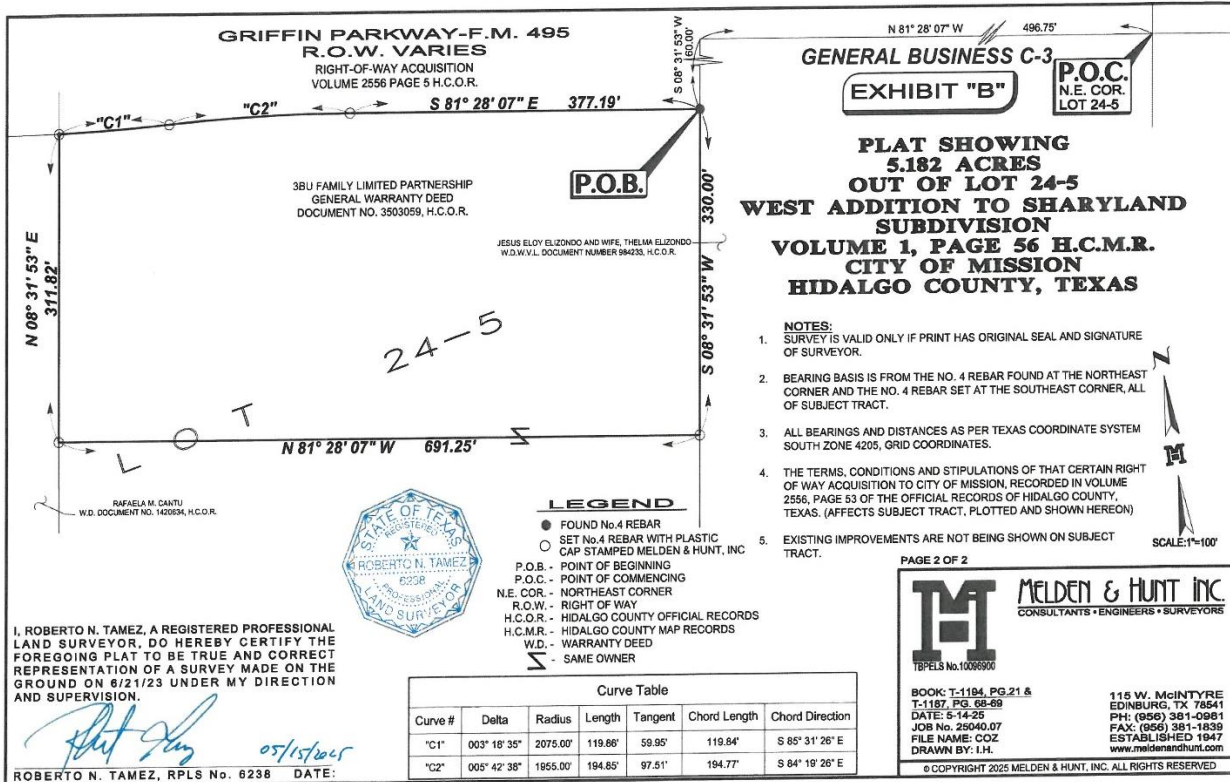 GRIFFIN PARKWAY-F.M. 495
R.O.W. VARIES
RIGHT-OF-WAY ACQUISITION
VOLUME 2556 PAGE 5 H.C.O.R.
S 08° 31' 53" W
60.00'
N 81° 28' 07" W 496.75'
GENERAL BUSINESS C-3
EXHIBIT "B"
P.O.C.
N.E. COR.
LOT 24-5
"C1"
"C2"
S 81° 28' 07" E 377.19'
P.O.B.
3BU FAMILY LIMITED PARTNERSHIP
GENERAL WARRANTY DEED
DOCUMENT NO. 3503059, H.C.O.R.
JESUS ELOY ELIZONDO AND WIFE, THELMA ELIZONDO
W.D.W.V.L. DOCUMENT NUMBER 984233, H.C.O.R.
N 08° 31' 53" E
311.82'
S 08° 31' 53" W 330.00'
LOT 24-5
N 81° 28' 07" W 691.25'
RAFAELA M. CANTU
W.D. DOCUMENT NO. 1420634, H.C.O.R.
PLAT SHOWING
5.182 ACRES
OUT OF LOT 24-5
WEST ADDITION TO SHARYLAND
SUBDIVISION
VOLUME 1, PAGE 56 H.C.M.R.
CITY OF MISSION
HIDALGO COUNTY, TEXAS
NOTES:
1. SURVEY IS VALID ONLY IF PRINT HAS ORIGINAL SEAL AND SIGNATURE
OF SURVEYOR.
2. BEARING BASIS IS FROM THE NO. 4 REBAR FOUND AT THE NORTHEAST
CORNER AND THE NO. 4 REBAR SET AT THE SOUTHEAST CORNER, ALL
OF SUBJECT TRACT.
3. ALL BEARINGS AND DISTANCES AS PER TEXAS COORDINATE SYSTEM
SOUTH ZONE 4205, GRID COORDINATES.
4. THE TERMS, CONDITIONS AND STIPULATIONS OF THAT CERTAIN RIGHT
OF WAY ACQUISITION TO CITY OF MISSION, RECORDED IN VOLUME
2556, PAGE 53 OF THE OFFICIAL RECORDS OF HIDALGO COUNTY,
TEXAS. (AFFECTS SUBJECT TRACT, PLOTTED AND SHOWN HEREON)
5. EXISTING IMPROVEMENTS ARE NOT BEING SHOWN ON SUBJECT
TRACT.
N
SCALE:1"=100'
PAGE 2 OF 2
LEGEND
FOUND No.4 REBAR
SET No.4 REBAR WITH PLASTIC
CAP STAMPED MELDEN & HUNT, INC
P.O.B. - POINT OF BEGINNING
P.O.C. - POINT OF COMMENCING
N.E. COR. - NORTHEAST CORNER
R.O.W. - RIGHT OF WAY
H.C.O.R. - HIDALGO COUNTY OFFICIAL RECORDS
H.C.M.R. - HIDALGO COUNTY MAP RECORDS
W.D. - WARRANTY DEED
- SAME OWNER
STATE OF TEXAS
REGISTERED
ROBERTO N. TAMEZ
6238
PROFESSIONAL
LAND SURVEYOR
I, ROBERTO N. TAMEZ, A REGISTERED PROFESSIONAL
LAND SURVEYOR, DO HEREBY CERTIFY THE
FOREGOING PLAT TO BE TRUE AND CORRECT
REPRESENTATION OF A SURVEY MADE ON THE
GROUND ON 6/21/23 UNDER MY DIRECTION
AND SUPERVISION.
05/15/2025
ROBERTO N. TAMEZ, RPLS No. 6238 DATE:
Curve Table
Curve # Delta Radius Length Tangent Chord Length Chord Direction
"C1" 003° 18' 35" 2075.00' 119.86' 59.95' 119.84' S 85° 31' 26" E
"C2" 005° 42' 38" 1955.00' 194.85' 97.51' 194.77' S 84° 19' 26" E
MELDEN & HUNT INC.
CONSULTANTS • ENGINEERS • SURVEYORS
TBPELS No.10096900
BOOK: T-1194, PG.21 &
T-1187, PG. 68-69
DATE: 5-14-25
JOB No. 25040.07
FILE NAME: COZ
DRAWN BY: I.H.
115 W. McINTYRE
EDINBURG, TX 78541
PH: (956) 381-0981
FAX: (956) 381-1839
ESTABLISHED 1947
www.meldenandhunt.com
© COPYRIGHT 2025 MELDEN & HUNT, INC. ALL RIGHTS RESERVED